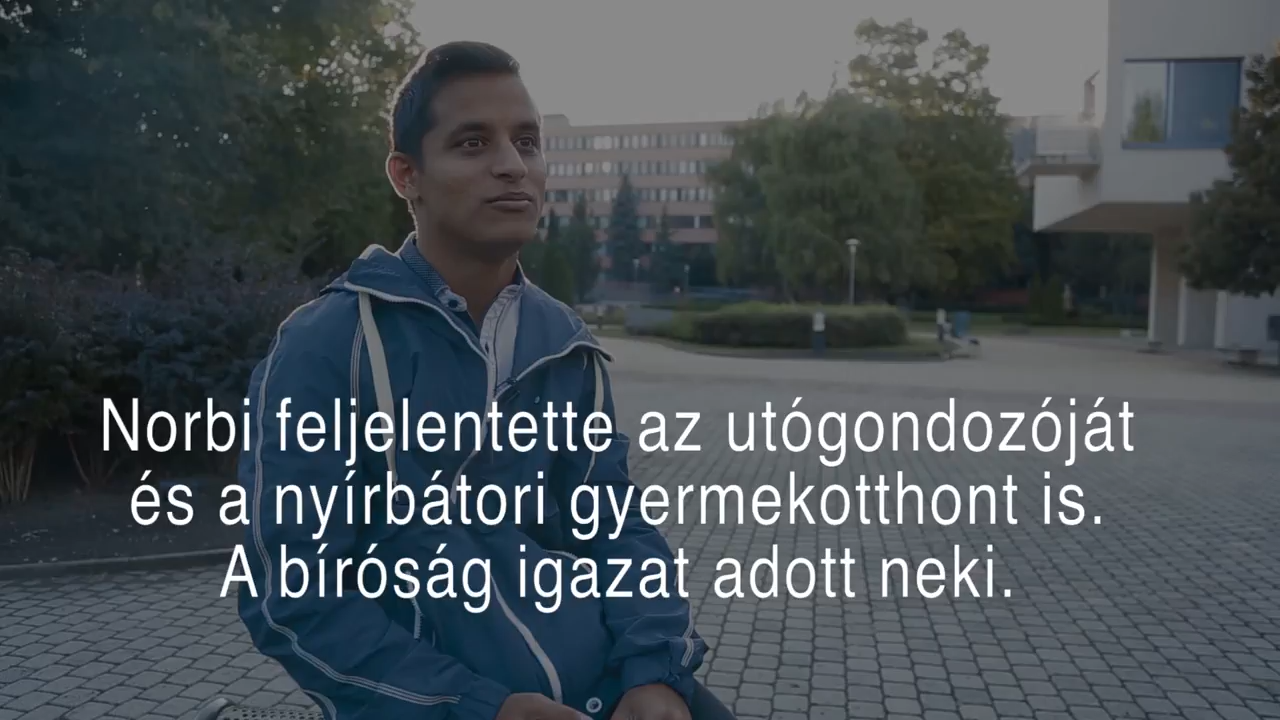 Norbi feljelentette az utógondozóját
és a nyírbátori gyermekotthont is.
A bíróság igazat adott neki.